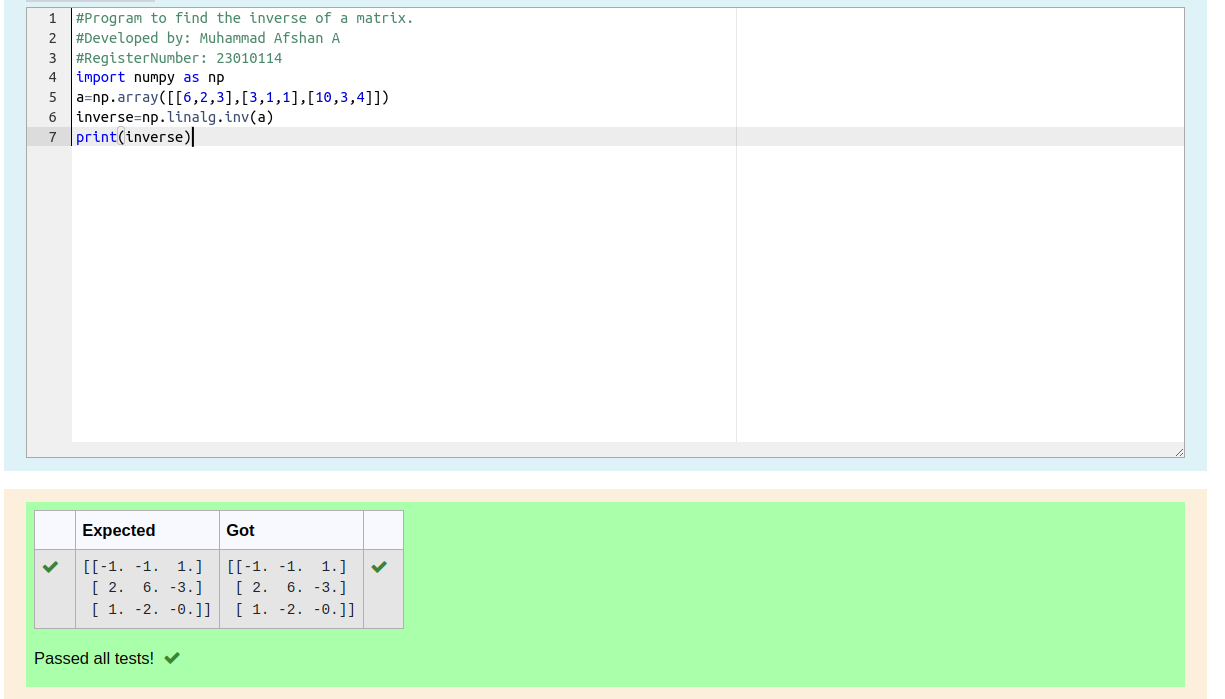 1 #Program to find the inverse of a matrix.
2 #Developed by: Muhammad Afshan A
3 #RegisterNumber: 23010114
4 import numpy as np
5 a=np.array([[6,2,3],[3,1,1],[10,3,4]])
6 inverse=np.linalg.inv(a)
7 print(inverse)
Expected Got
[[-1. -1.  1.] [[-1. -1.  1.]
[ 2.  6. -3.] [ 2.  6. -3.]
[ 1. -2. -0.]] [ 1. -2. -0.]]
Passed all tests!